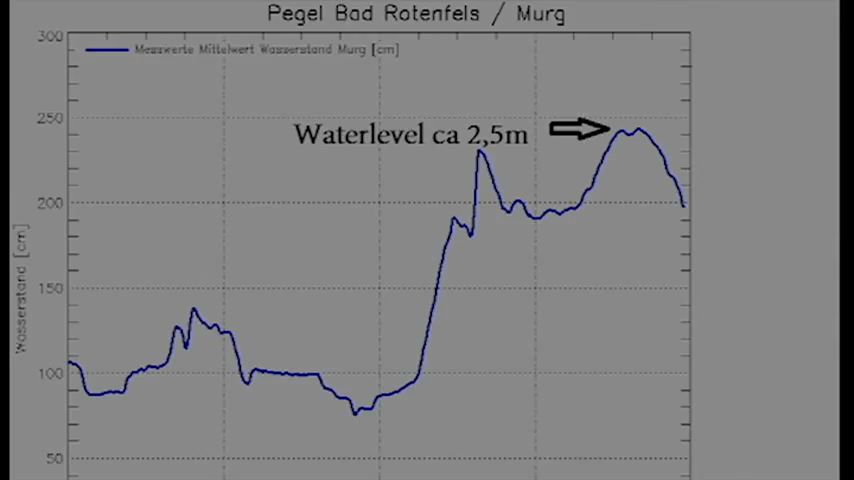 Pegel Bad Rotenfels / Murg
300
Messwerte Mittelwert Wasserstand Murg [cm]
250
Waterlevel ca 2,5m
200
Wasserstand [cm]
150
100
50